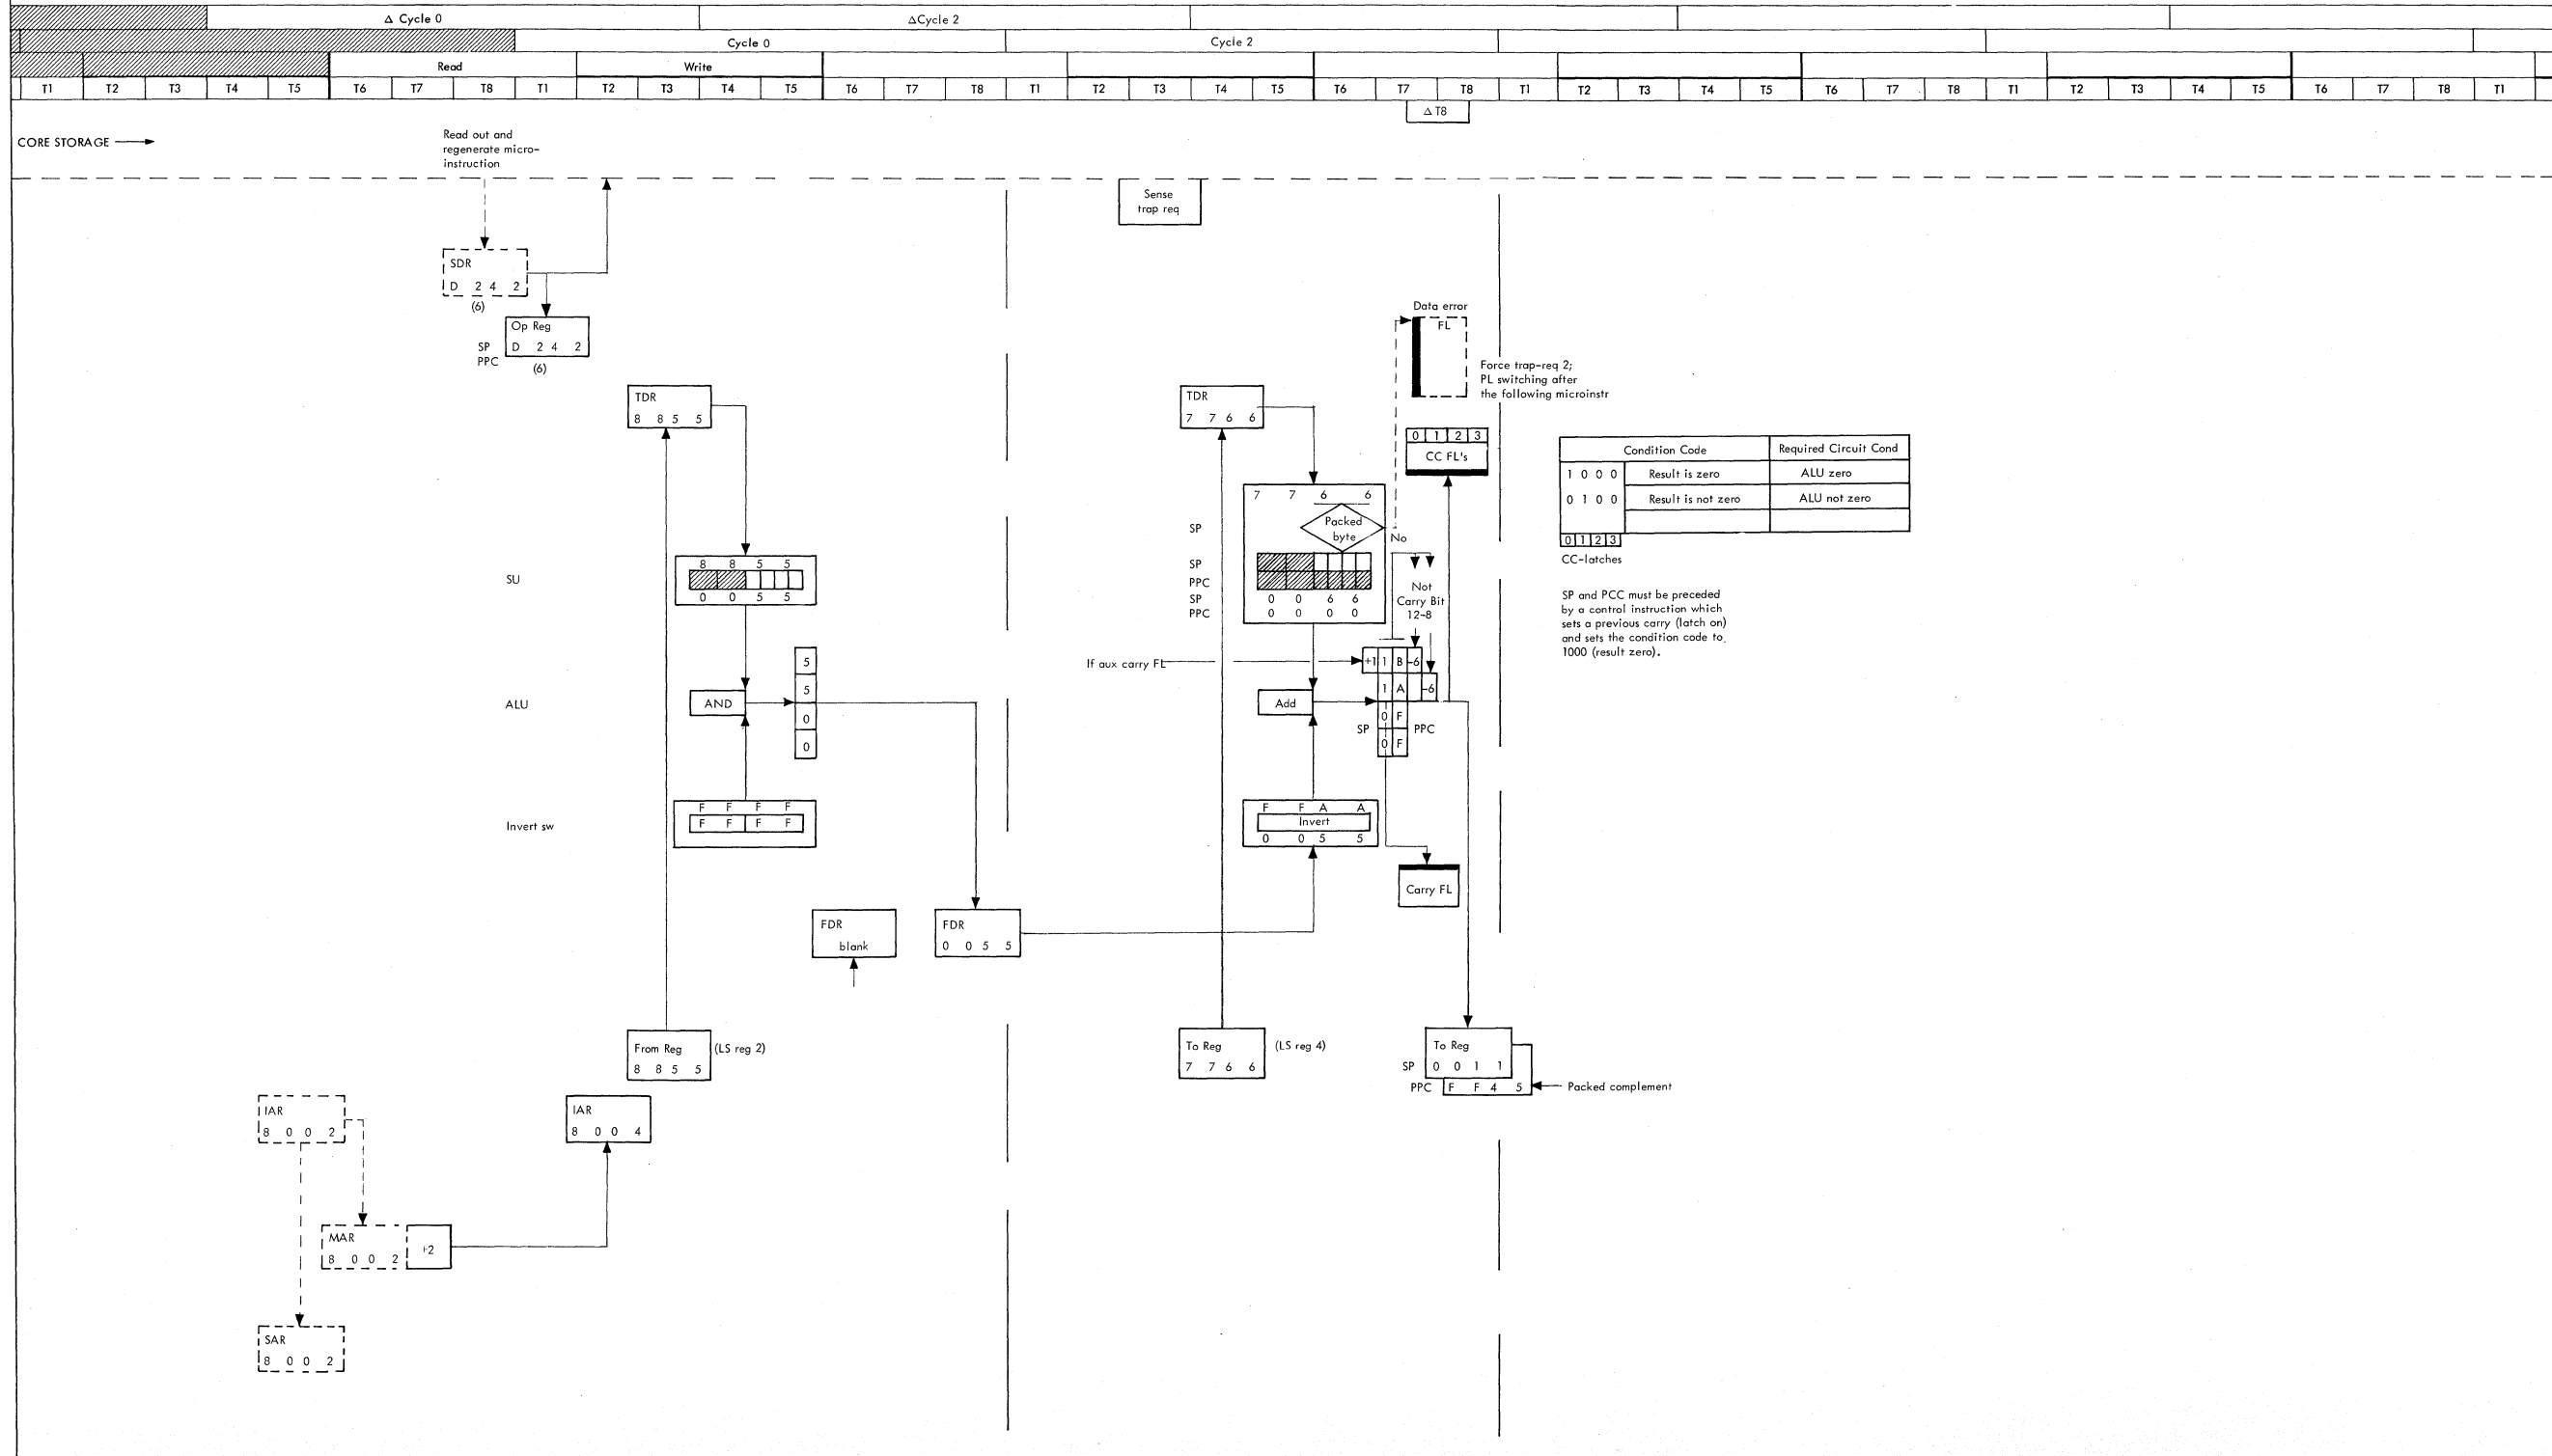 Δ Cycle 0 ΔCycle 2
Cycle 0 Cycle 2
Read Write
T1 T2 T3 T4 T5 T6 T7 T8 T1 T2 T3 T4 T5 T6 T7 T8 T1 T2 T3 T4 T5 T6 T7 T8 T1 T2 T3 T4 T5 T6 T7 T8 T1 T2 T3 T4 T5 T6 T7 T8 T1
Δ T8
CORE STORAGE
Read out and
regenerate micro-
instruction
Sense
trap req
SDR
D 2 4 2
(6)
Op Reg
SP D 2 4 2
PPC
(6)
Data error
FL
Force trap-req 2;
PL switching after
the following microinstr
TDR
8 8 5 5
TDR
7 7 6 6
0 1 2 3
CC FL's
Condition Code Required Circuit Cond
1 0 0 0 Result is zero ALU zero
0 1 0 0 Result is not zero ALU not zero
0 1 2 3
CC-latches
SP and PCC must be preceded
by a control instruction which
sets a previous carry (latch on)
and sets the condition code to
1000 (result zero).
7 7 6 6
SP
Packed
byte
No
SP
PPC
SP 0 0 6 6
PPC 0 0 0 0
Not
Carry Bit
12-8
SU
8 8 5 5
0 0 5 5
If aux carry FL
+1 1 B -6
1 A -6
0 F
0 F
SP PPC
ALU
AND
5
5
0
0
Add
Invert sw
F F F F
F F F F
F F A A
Invert
0 0 5 5
Carry FL
FDR
blank
FDR
0 0 5 5
From Reg
8 8 5 5
(LS reg 2)
To Reg
7 7 6 6
(LS reg 4)
To Reg
SP 0 0 1 1
PPC F F 4 5
Packed complement
IAR
8 0 0 2
IAR
8 0 0 4
MAR
8 0 0 2
+2
SAR
8 0 0 2